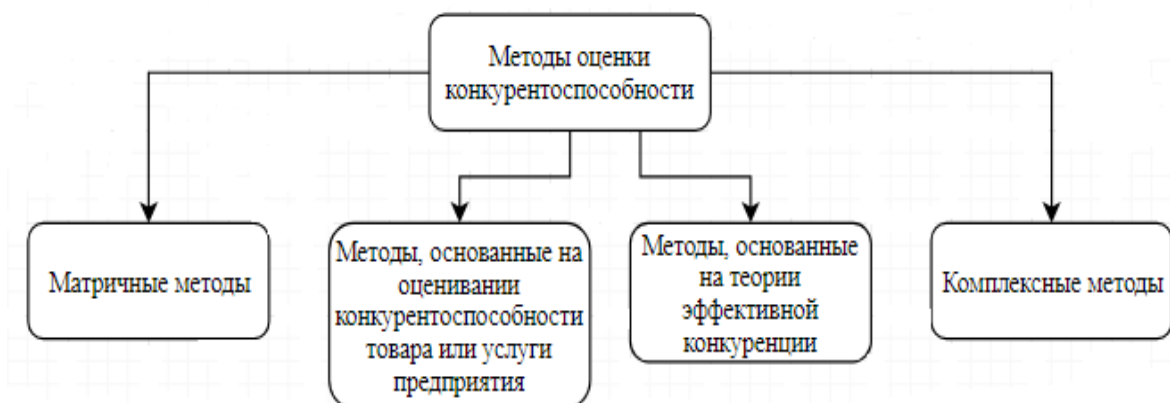 Методы оценки
конкурентоспособности
Матричные методы
Методы, основанные на
оценивании
конкурентоспособности
товара или услуги
предприятия
Методы, основанные
на теории
эффективной
конкуренции
Комплексные методы